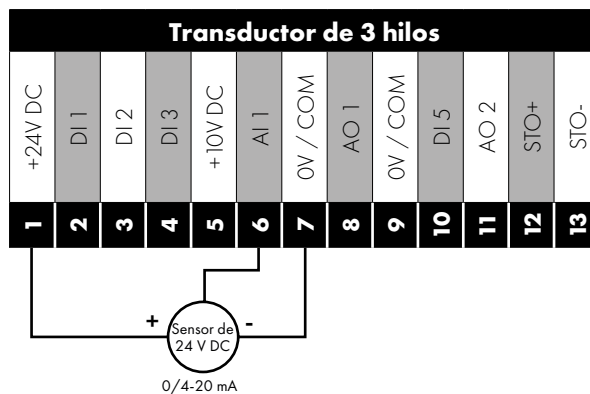 Transductor de 3 hilos
+24V DC
DI 1
DI 2
DI 3
+10V DC
AI 1
0V / COM
AO 1
0V / COM
DI 5
AO 2
STO+
STO-
1
2
3
4
5
6
7
8
9
10
11
12
13
+
-
Sensor de
24 V DC
0/4-20 mA